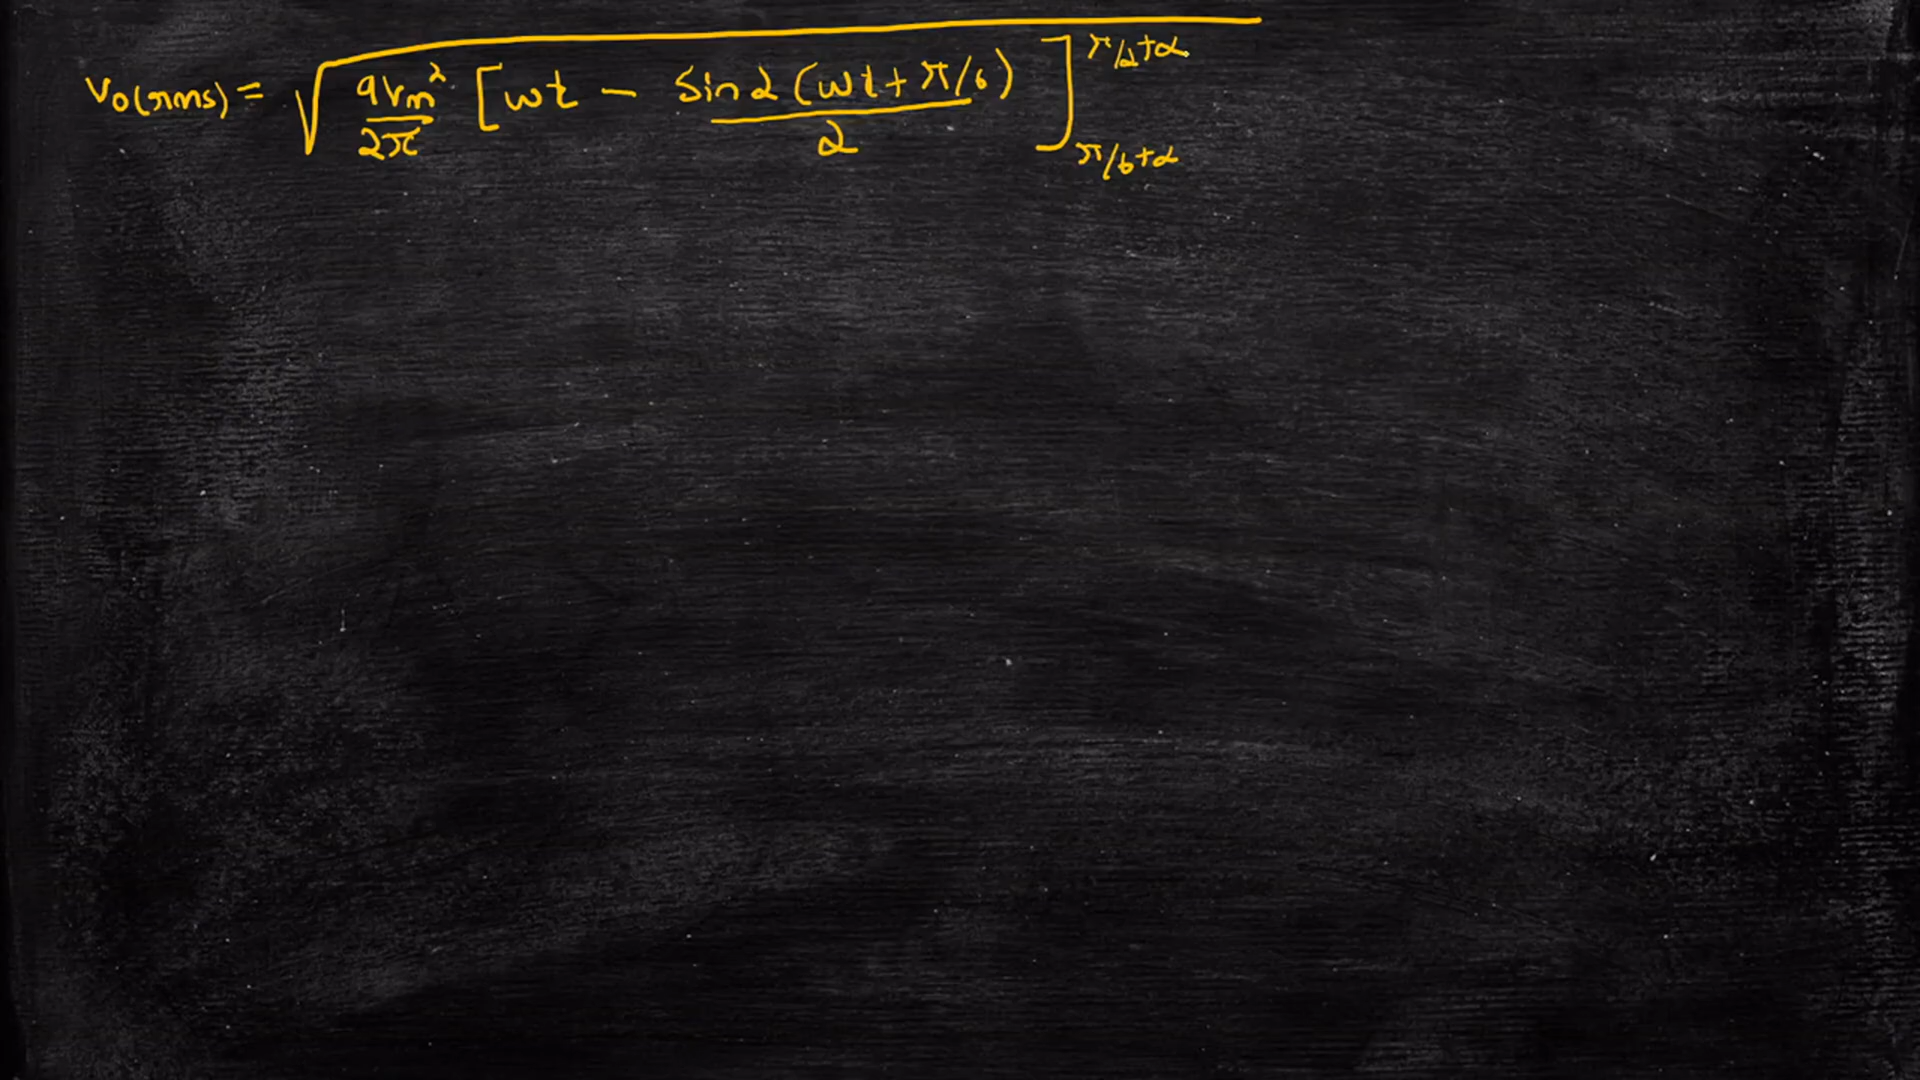 Vo(rms) = √ 9Vm²/2π [ωt − sin2(ωt+π/6)/2]_{π/6+α}^{π/2+α}